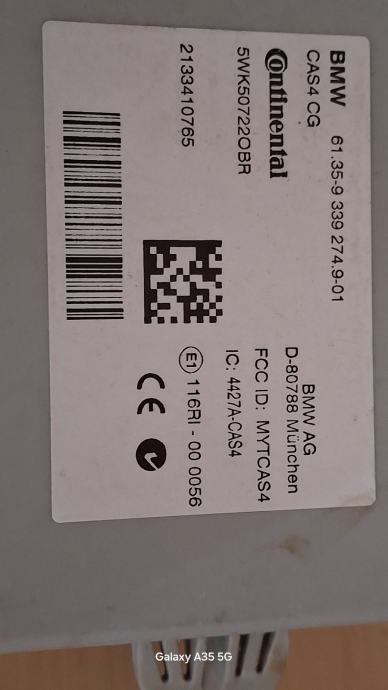 BMW 61.35-9 339 274.9-01
CAS4 CG
Continental
5WK50722OBR
2133410765
BMW AG
D-80788 München
FCC ID: MYTCAS4
IC: 4427A-CAS4
E1 116RI - 00 0056
CE
Galaxy A35 5G